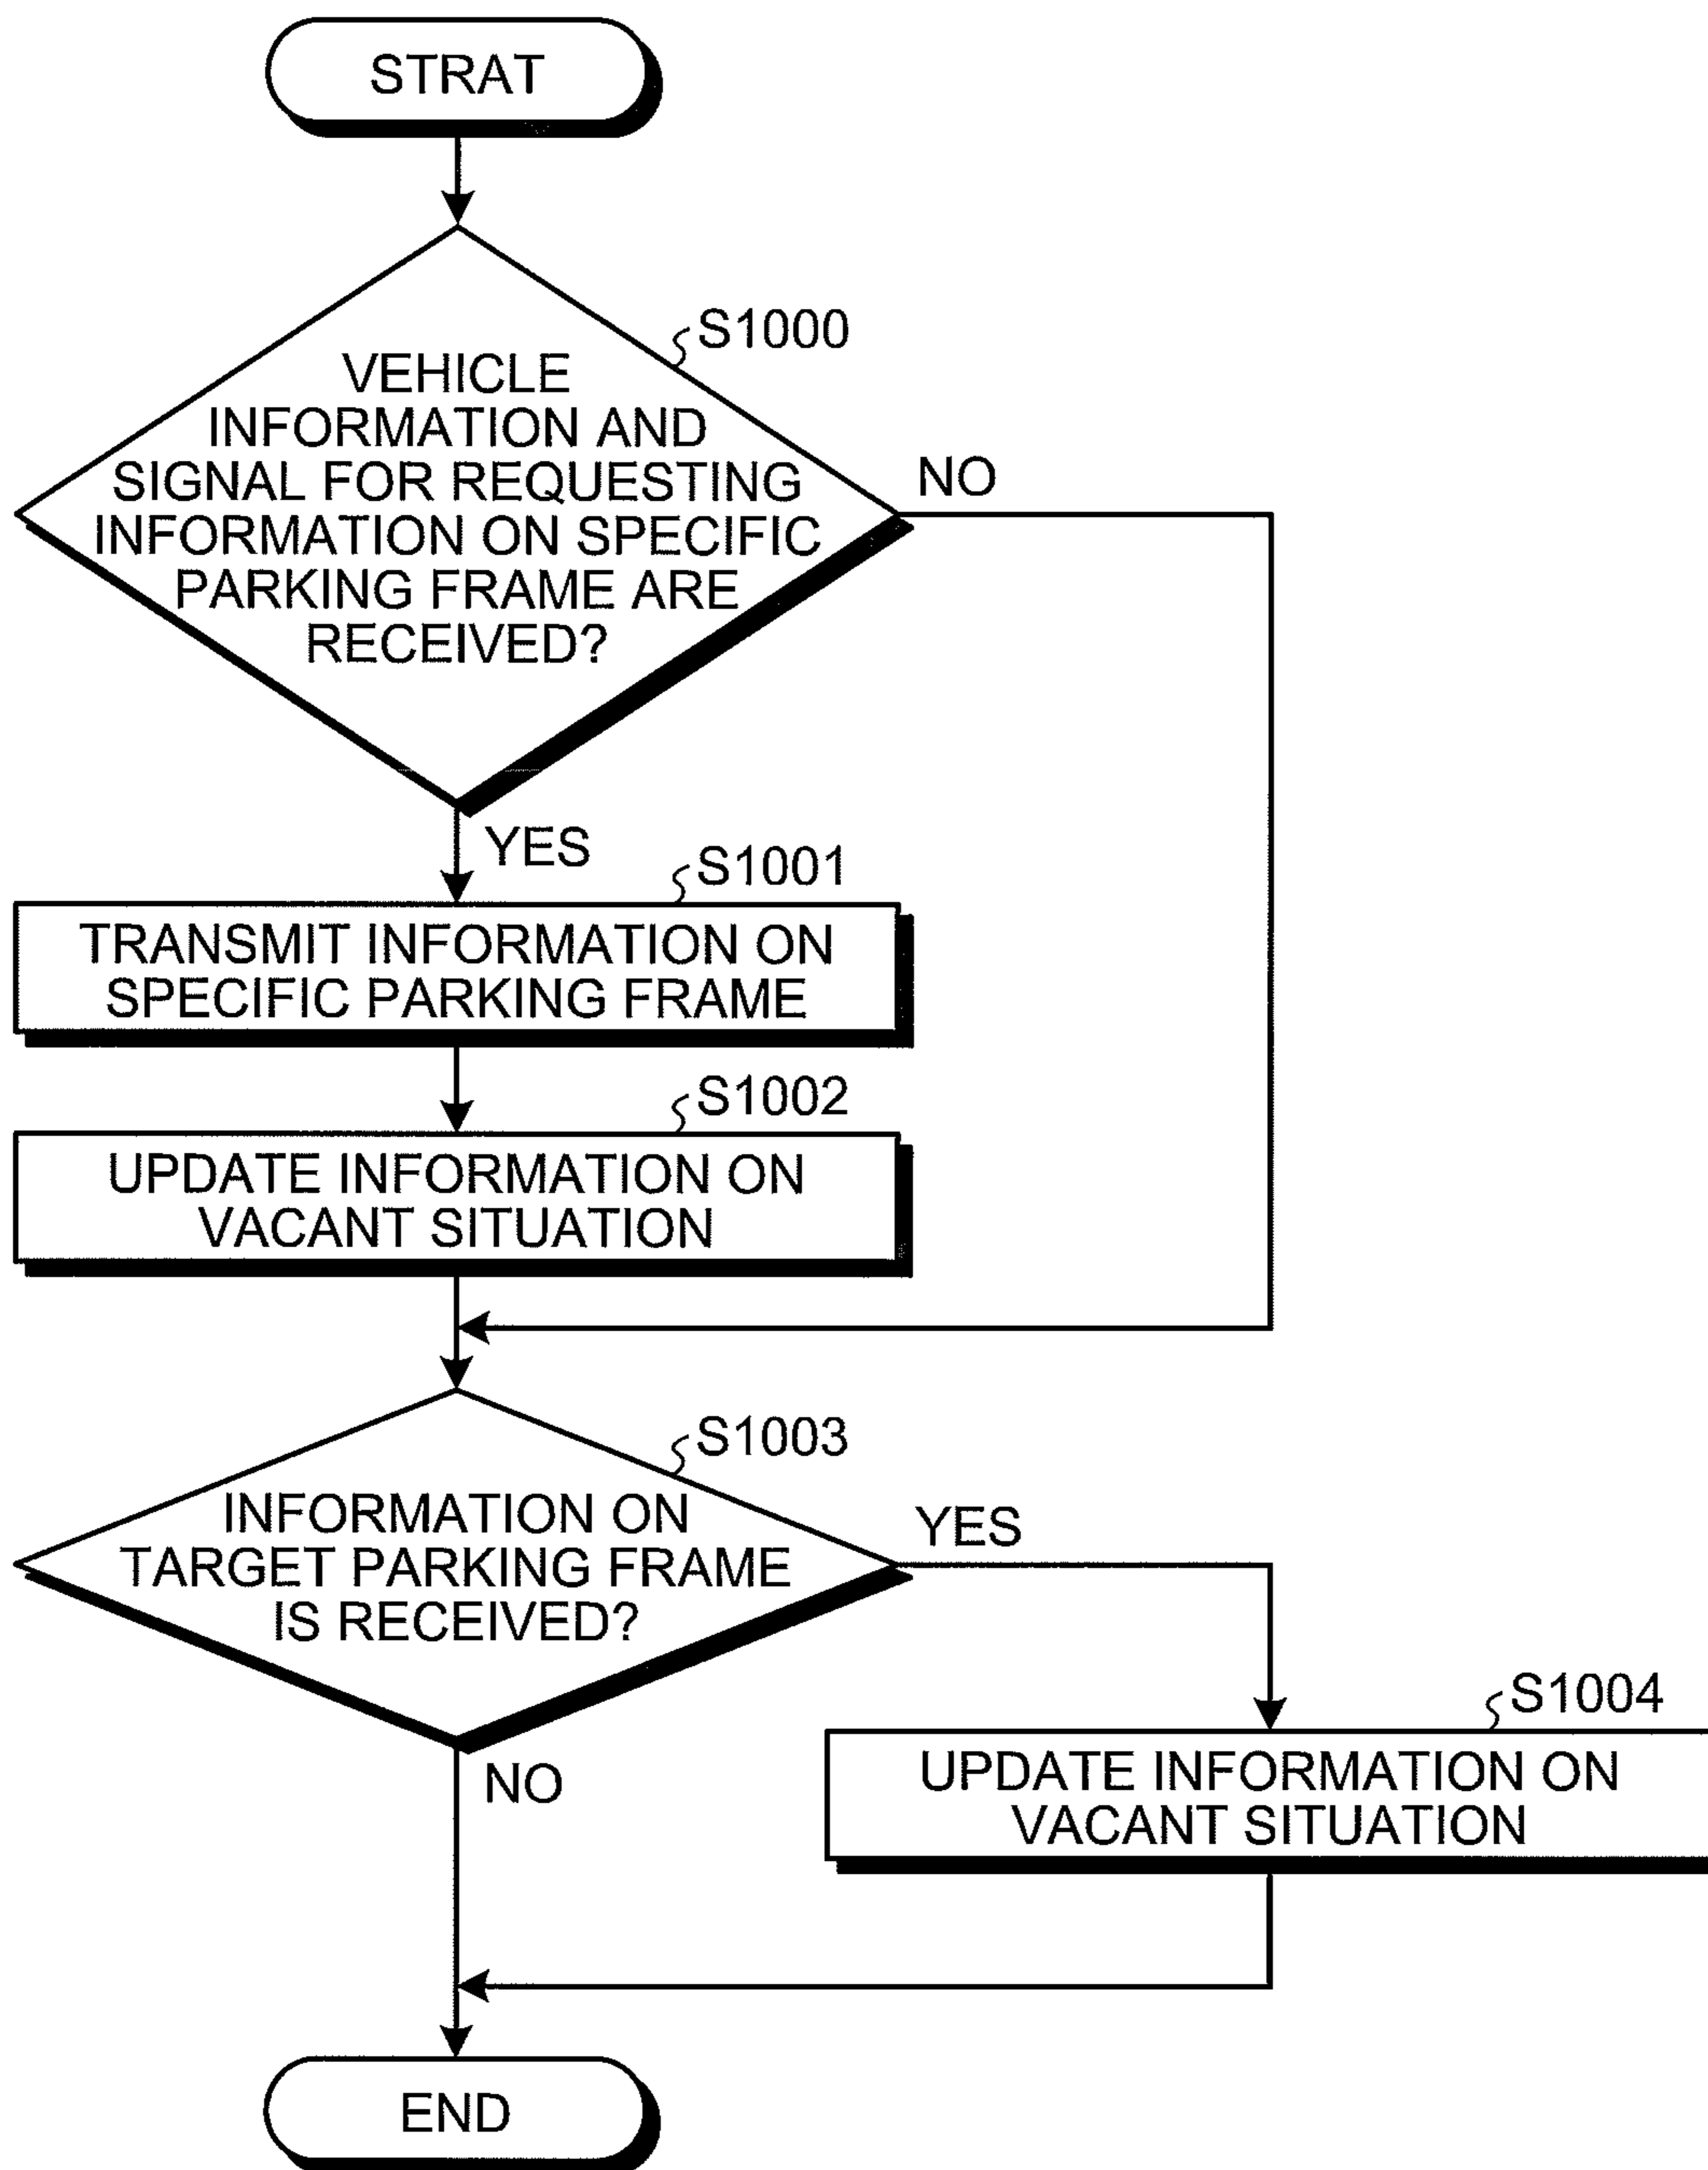 STRAT
S1000
VEHICLE
INFORMATION AND
SIGNAL FOR REQUESTING
INFORMATION ON SPECIFIC
PARKING FRAME ARE
RECEIVED?
NO
YES
S1001
TRANSMIT INFORMATION ON
SPECIFIC PARKING FRAME
S1002
UPDATE INFORMATION ON
VACANT SITUATION
S1003
INFORMATION ON
TARGET PARKING FRAME
IS RECEIVED?
YES
NO
S1004
UPDATE INFORMATION ON
VACANT SITUATION
END